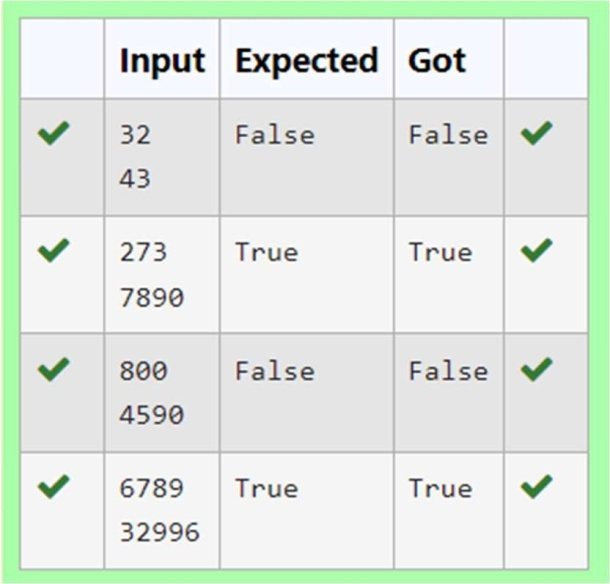 Input Expected Got
32 False False
43
273 True True
7890
800 False False
4590
6789 True True
32996